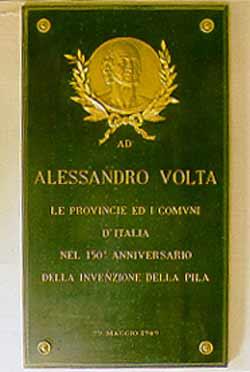 AD
ALESSANDRO VOLTA
LE PROVINCIE ED I COMVNI
D'ITALIA
NEL 150° ANNIVERSARIO
DELLA INVENZIONE DELLA PILA
MAGGIO 1949